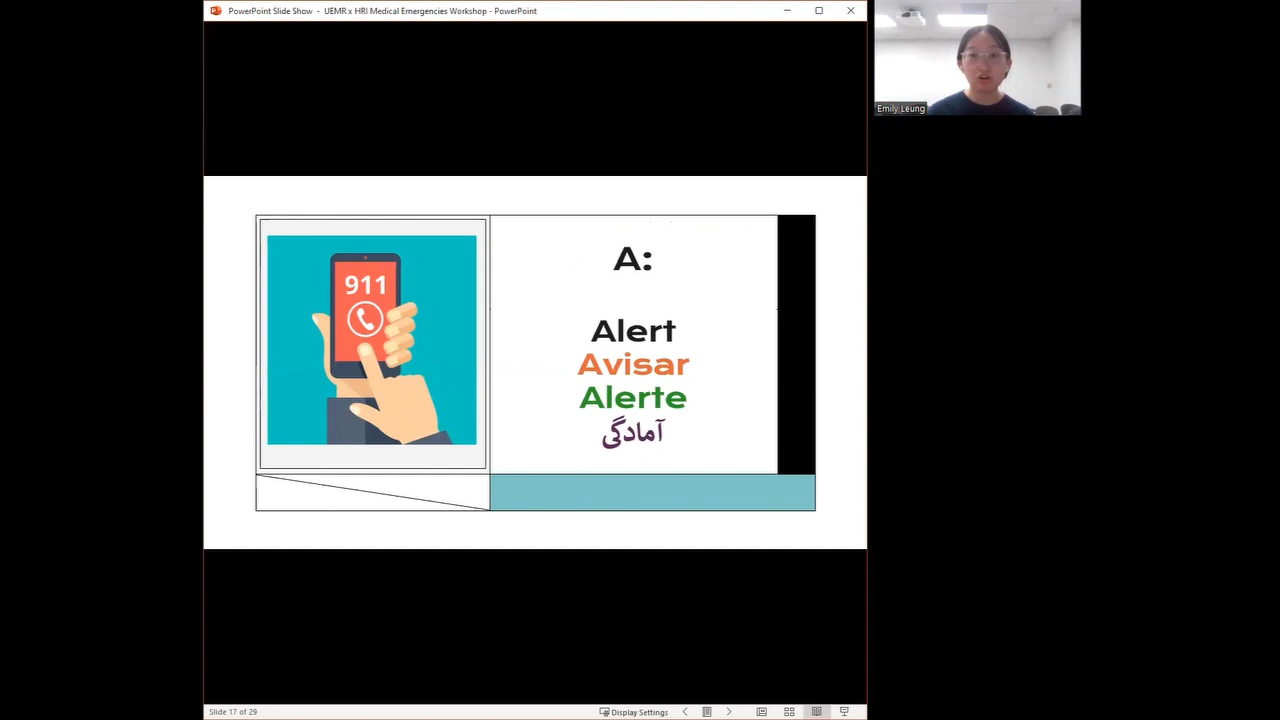 PowerPoint Slide Show - UEMR x HRI Medical Emergencies Workshop - PowerPoint
Emily Leung
911
A:
Alert
Avisar
Alerte
آمادگی
Slide 17 of 29
Display Settings